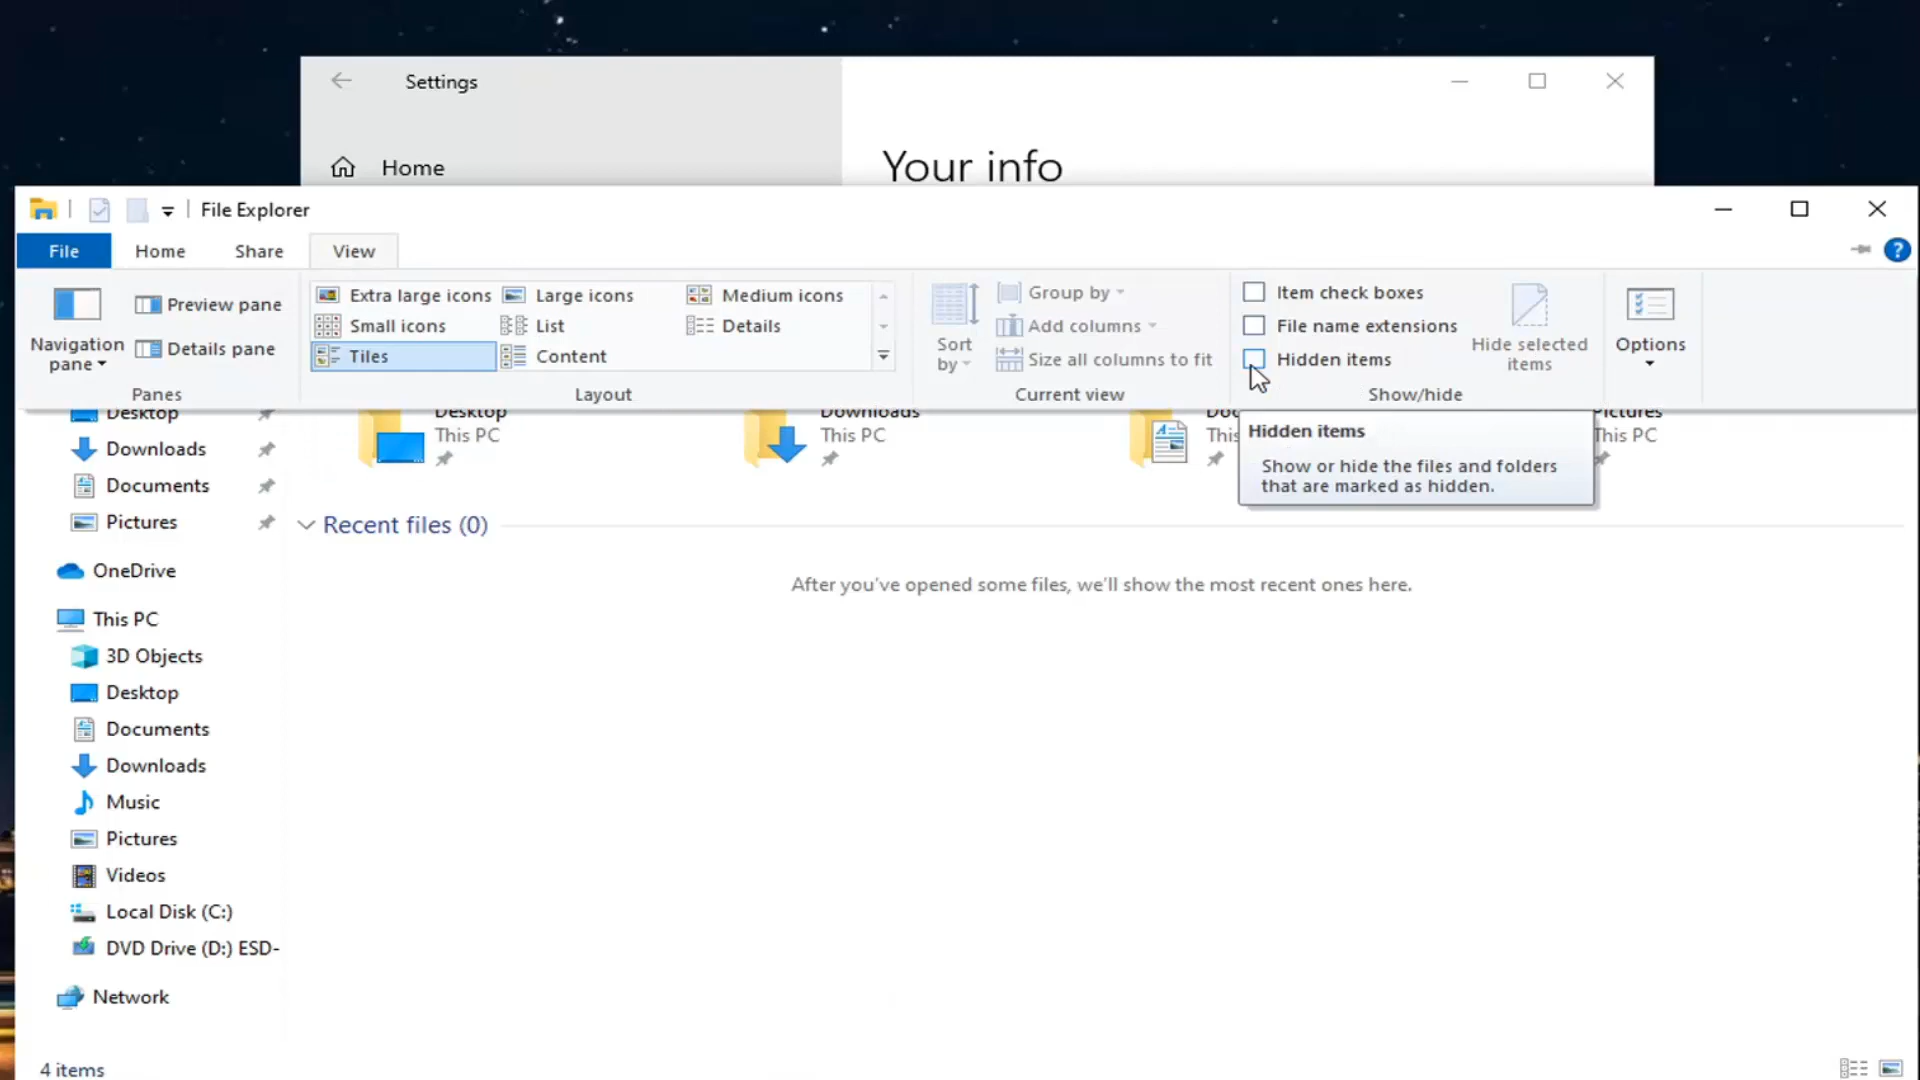 Settings
Home
Your info
File Explorer
File
Home
Share
View
Navigation pane
Preview pane
Details pane
Panes
Extra large icons
Large icons
Medium icons
Small icons
List
Details
Tiles
Content
Layout
Sort by
Group by
Add columns
Size all columns to fit
Current view
Item check boxes
File name extensions
Hidden items
Hide selected items
Show/hide
Options
Hidden items
Show or hide the files and folders
that are marked as hidden.
Desktop
Downloads
Documents
Pictures
OneDrive
This PC
3D Objects
Desktop
Documents
Downloads
Music
Pictures
Videos
Local Disk (C:)
DVD Drive (D:) ESD-
Network
Desktop
This PC
Downloads
This PC
Doc
This
Pictures
This PC
Recent files (0)
After you've opened some files, we'll show the most recent ones here.
4 items